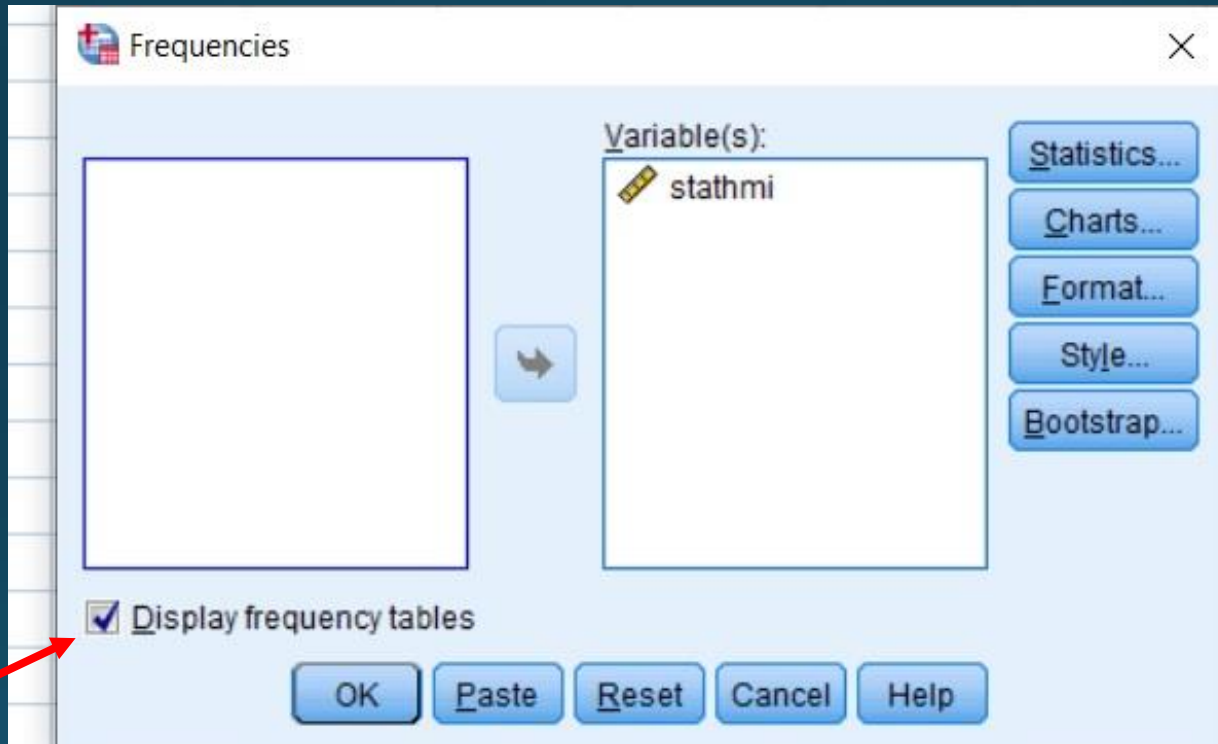 Frequencies
Variable(s):
stathmi
Statistics...
Charts...
Format...
Style...
Bootstrap...
Display frequency tables
OK Paste Reset Cancel Help